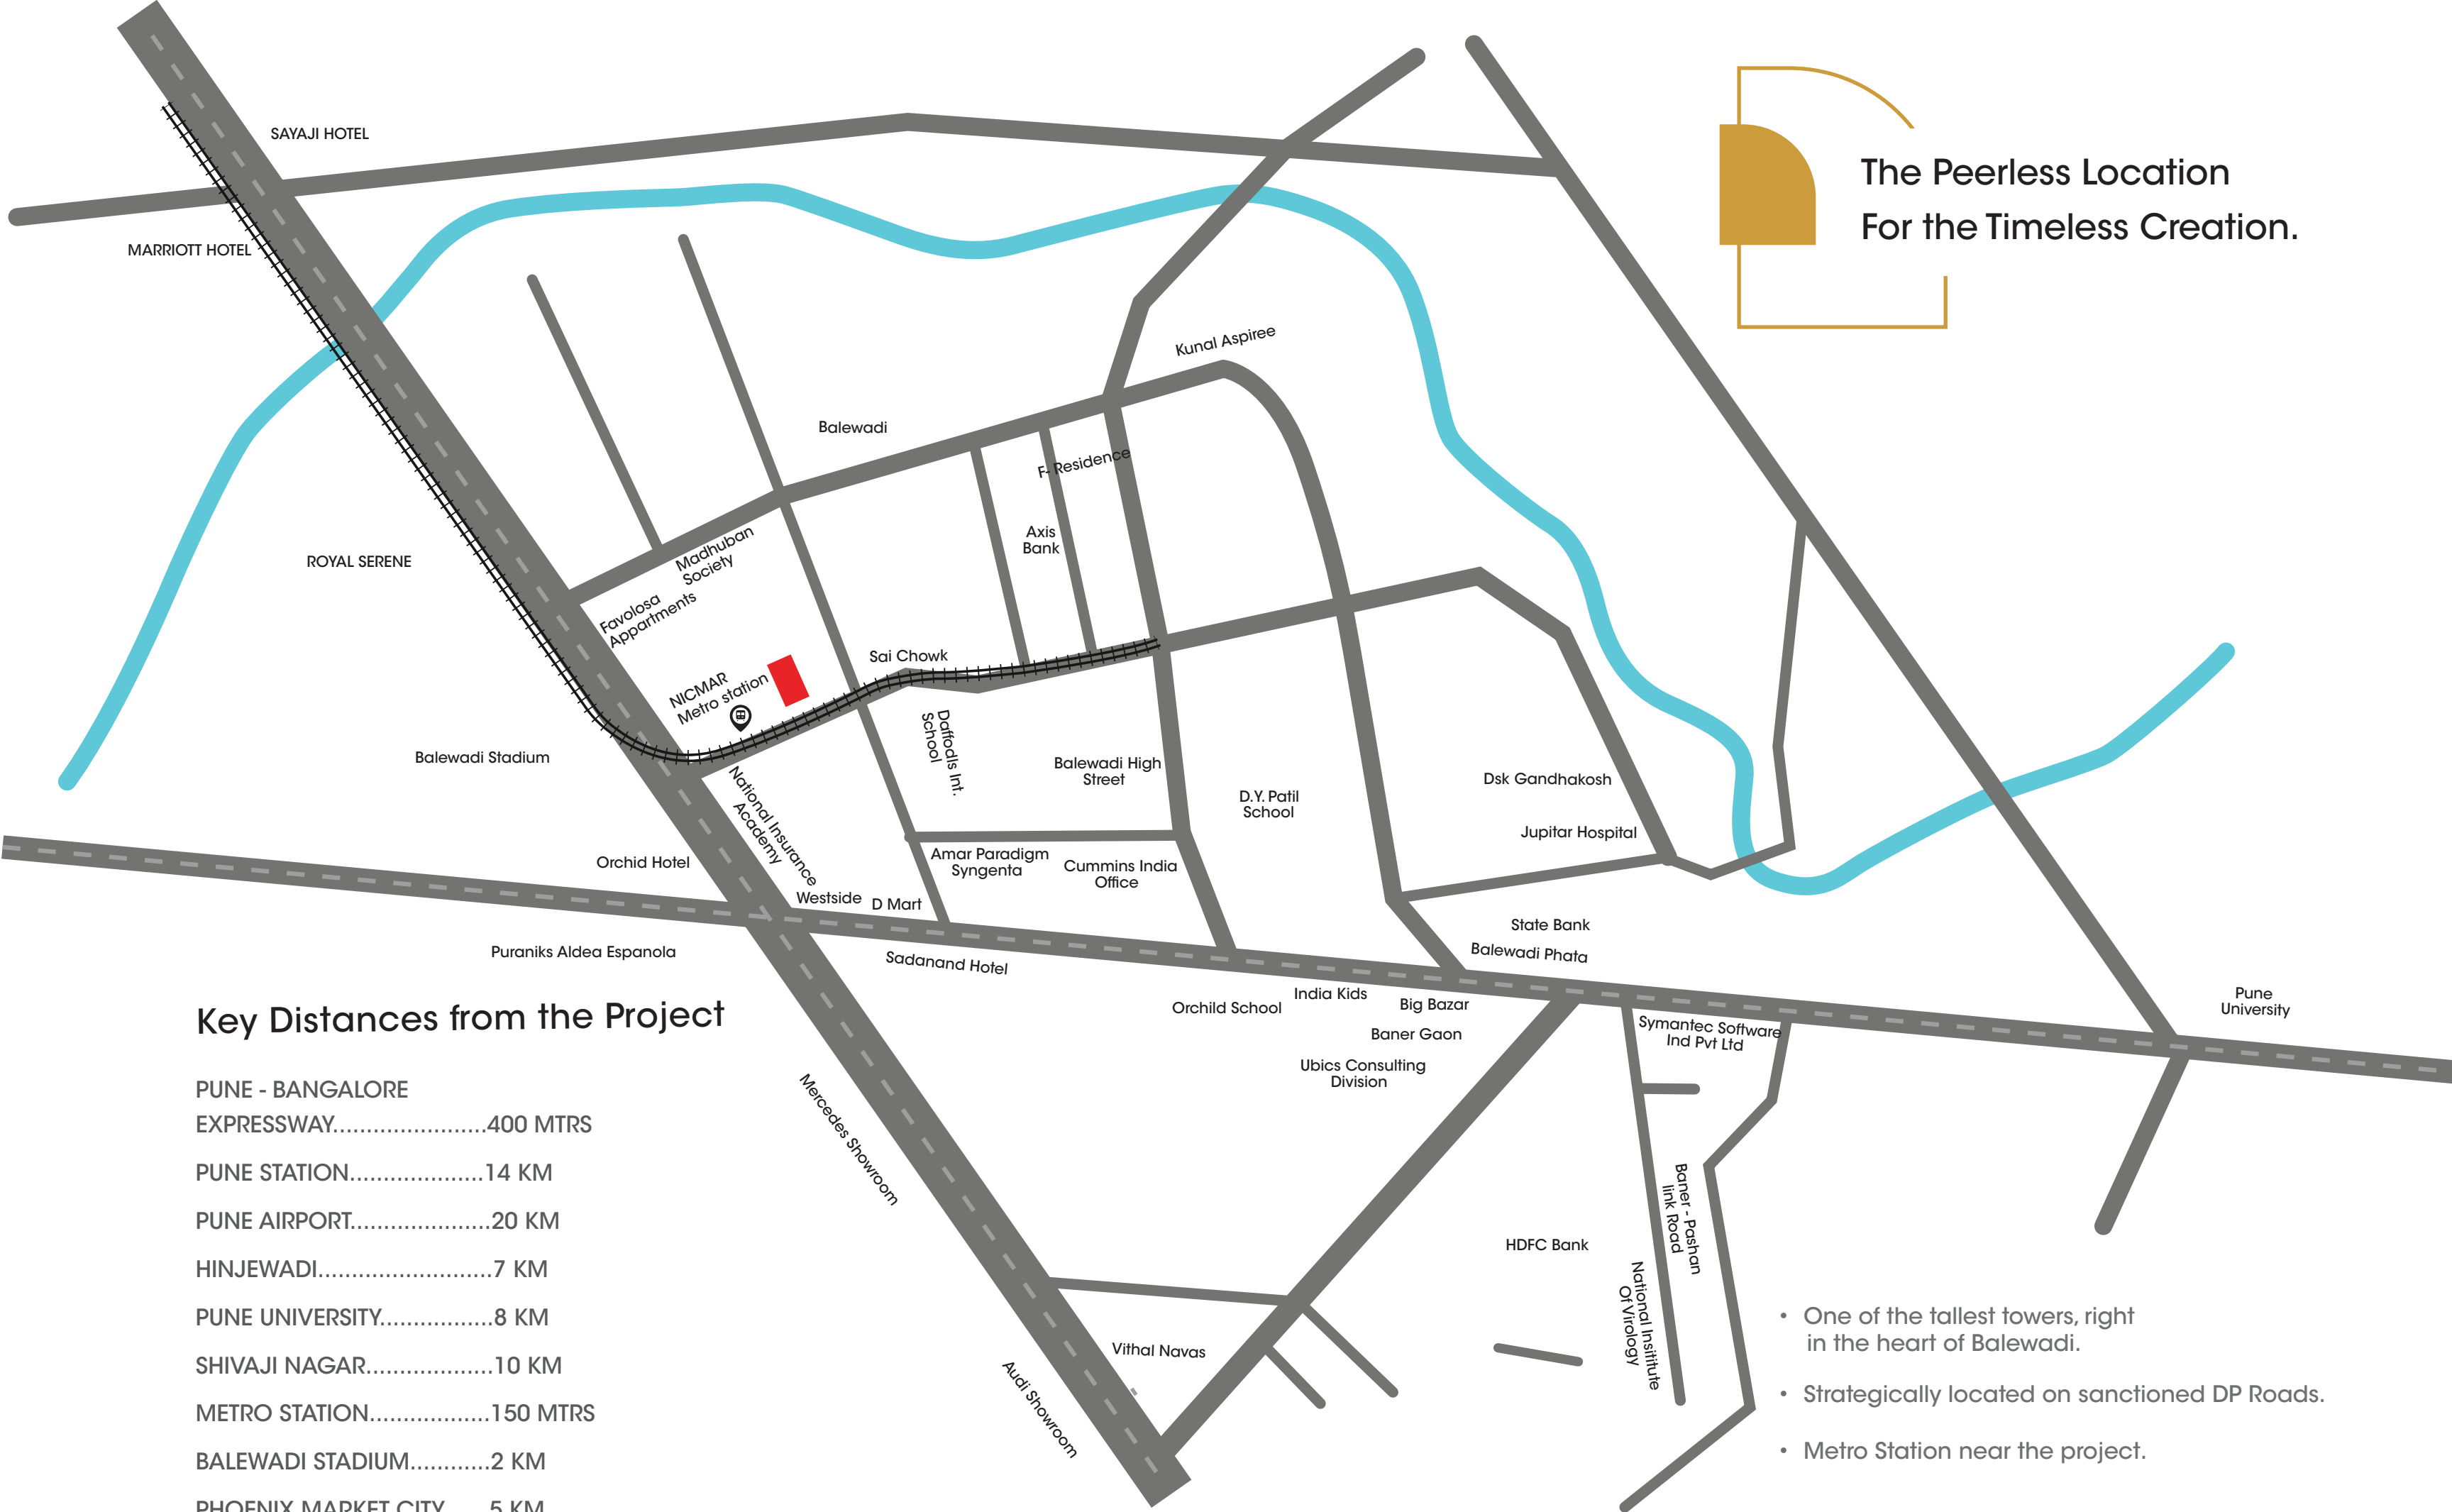 SAYAJI HOTEL
MARRIOTT HOTEL
ROYAL SERENE
The Peerless Location
For the Timeless Creation.
Kunal Aspiree
Balewadi
F- Residence
Axis
Bank
Madhuban
Society
Favolosa
Appartments
NICMAR
Metro station
Sai Chowk
Daffodls Int.
School
Balewadi Stadium
National Insurance
Academy
Balewadi High
Street
D.Y. Patil
School
Dsk Gandhakosh
Jupitar Hospital
Orchid Hotel
Amar Paradigm
Syngenta
Cummins India
Office
Westside
D Mart
State Bank
Balewadi Phata
Puraniks Aldea Espanola
Sadanand Hotel
Orchild School
India Kids
Big Bazar
Baner Gaon
Ubics Consulting
Division
Symantec Software
Ind Pvt Ltd
Pune
University
Mercedes Showroom
Baner - Pashan
link Road
HDFC Bank
National Insititute
Of Virology
Vithal Navas
Audi Showroom
Key Distances from the Project
PUNE - BANGALORE
EXPRESSWAY.......................400 MTRS
PUNE STATION....................14 KM
PUNE AIRPORT.....................20 KM
HINJEWADI..........................7 KM
PUNE UNIVERSITY.................8 KM
SHIVAJI NAGAR...................10 KM
METRO STATION..................150 MTRS
BALEWADI STADIUM............2 KM
PHOENIX MARKET CITY.......5 KM
• One of the tallest towers, right
in the heart of Balewadi.
• Strategically located on sanctioned DP Roads.
• Metro Station near the project.